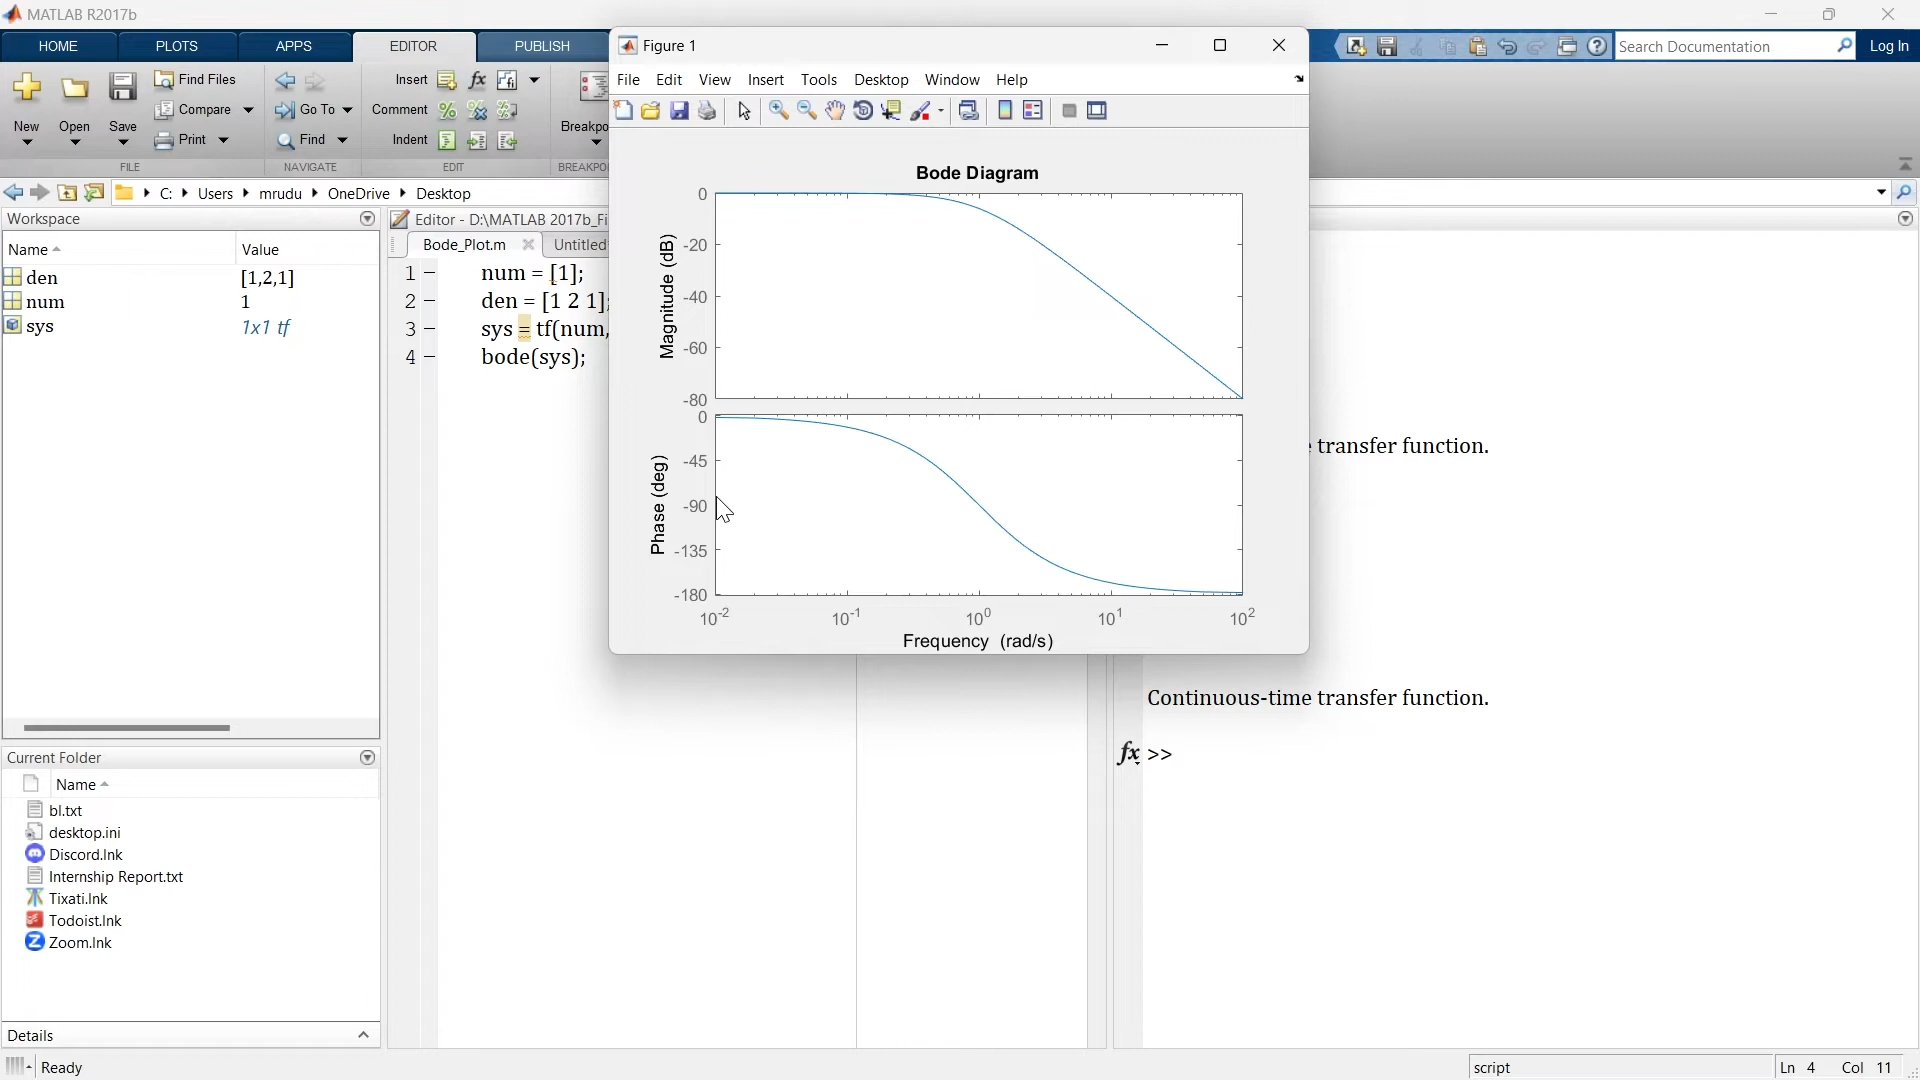 MATLAB R2017b
HOME
PLOTS
APPS
EDITOR
PUBLISH
Search Documentation
Log In
New
Open
Save
Find Files
Compare
Print
FILE
Go To
Find
NAVIGATE
Insert
fx
Comment
Indent
EDIT
Breakpo
BREAKPO
C:
Users
mrudu
OneDrive
Desktop
Workspace
Name
Value
den
[1,2,1]
num
1
sys
1x1 tf
Current Folder
Name
bl.txt
desktop.ini
Discord.lnk
Internship Report.txt
Tixati.lnk
Todoist.lnk
Zoom.lnk
Details
Ready
Editor - D:\MATLAB 2017b_Fi
Bode_Plot.m
Untitled
1 – num = [1];
2 – den = [1 2 1];
3 – sys = tf(num,
4 – bode(sys);
Figure 1
File Edit View Insert Tools Desktop Window Help
Bode Diagram
Magnitude (dB)
0
-20
-40
-60
-80
Phase (deg)
0
-45
-90
-135
-180
10-2 10-1 100 101 102
Frequency (rad/s)
transfer function.
Continuous-time transfer function.
fx >>
script
Ln 4 Col 11